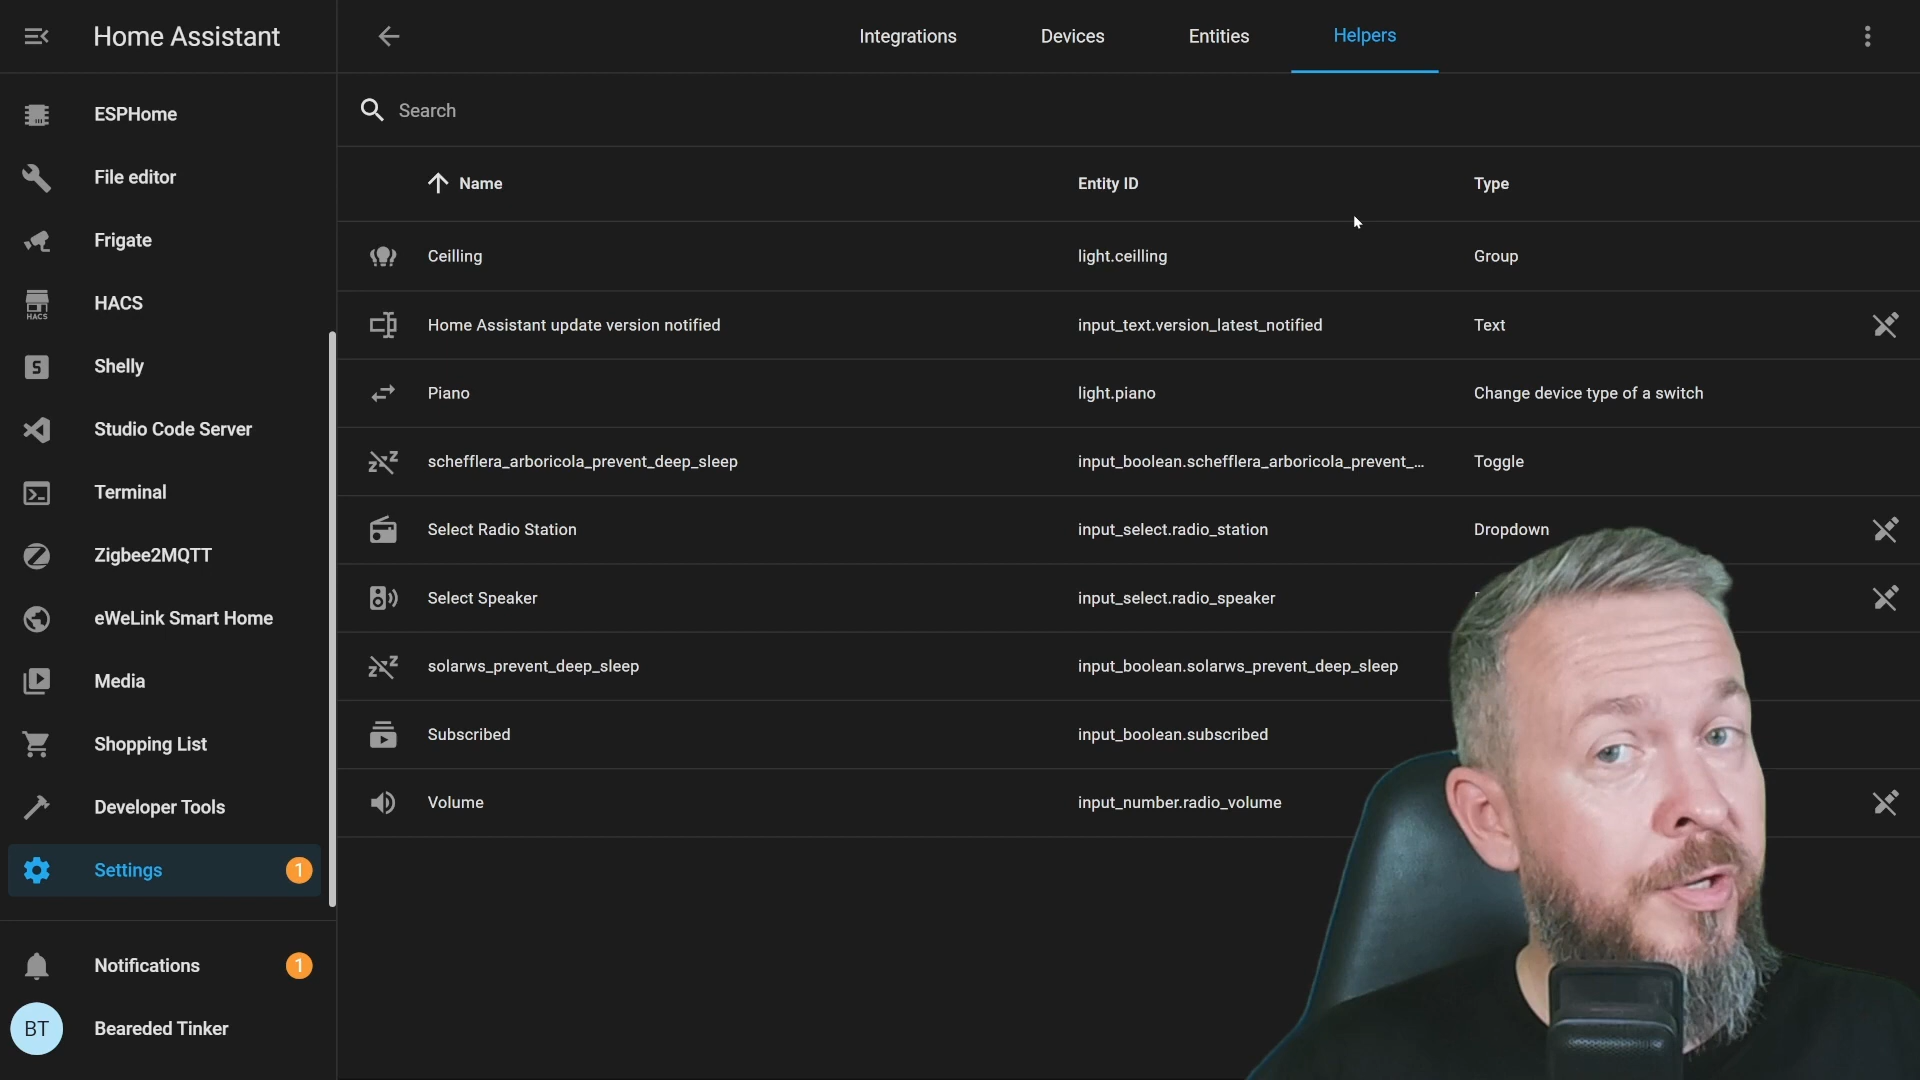 Home Assistant
ESPHome
File editor
Frigate
HACS
HACS
Shelly
S
Studio Code Server
Terminal
Zigbee2MQTT
eWeLink Smart Home
Media
Shopping List
Developer Tools
Settings 1
Notifications 1
BT Bearded Tinker
Integrations Devices Entities Helpers
Search
Name Entity ID Type
Ceilling light.ceilling Group
Home Assistant update version notified input_text.version_latest_notified Text
Piano light.piano Change device type of a switch
schefflera_arboricola_prevent_deep_sleep input_boolean.schefflera_arboricola_prevent_... Toggle
Select Radio Station input_select.radio_station Dropdown
Select Speaker input_select.radio_speaker
solarws_prevent_deep_sleep input_boolean.solarws_prevent_deep_sleep
Subscribed input_boolean.subscribed
Volume input_number.radio_volume